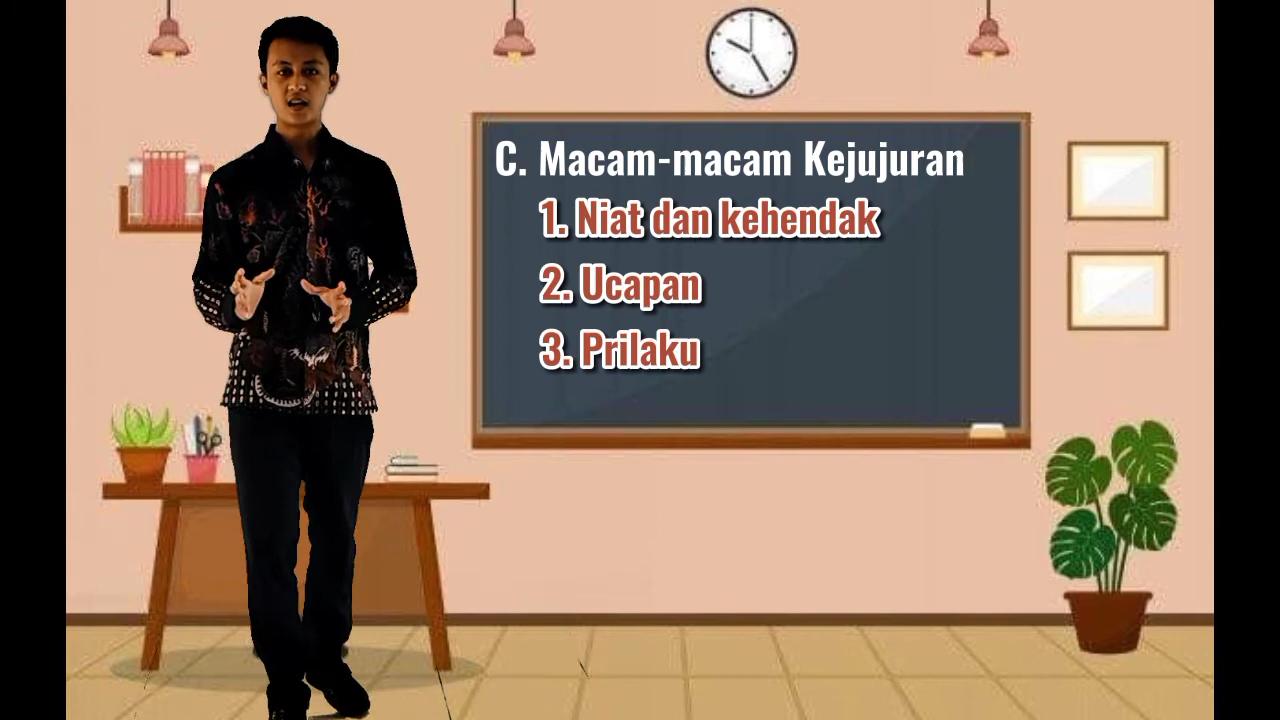 C. Macam-macam Kejujuran
1. Niat dan kehendak
2. Ucapan
3. Prilaku